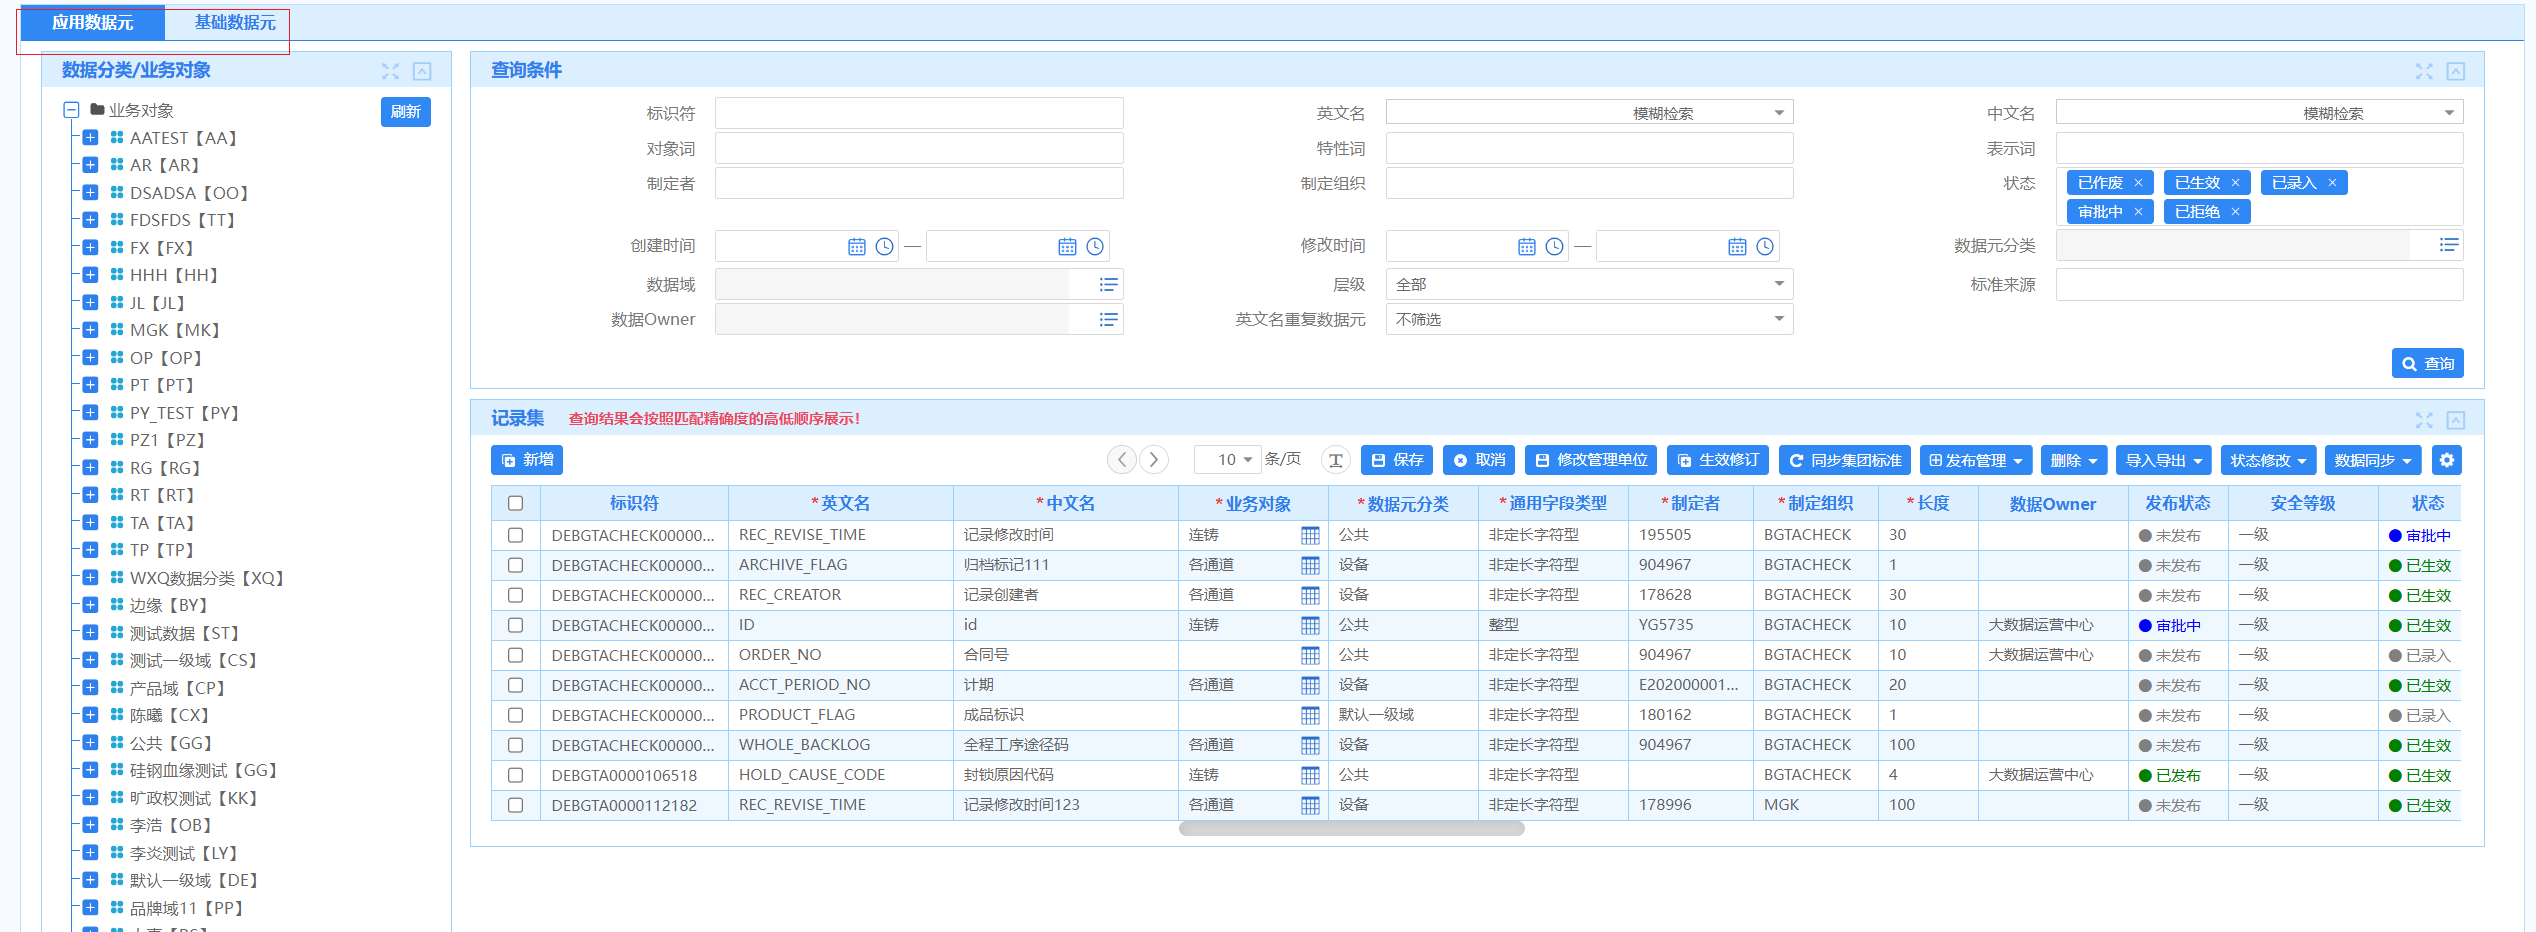 应用数据元 基础数据元
数据分类/业务对象
业务对象 刷新
AATEST【AA】
AR【AR】
DSADSA【OO】
FDSFDS【TT】
FX【FX】
HHH【HH】
JL【JL】
MGK【MK】
OP【OP】
PT【PT】
PY_TEST【PY】
PZ1【PZ】
RG【RG】
RT【RT】
TA【TA】
TP【TP】
WXQ数据分类【XQ】
边缘【BY】
测试数据【ST】
测试一级域【CS】
产品域【CP】
陈曦【CX】
公共【GG】
硅钢血缘测试【GG】
旷政权测试【KK】
李浩【OB】
李炎测试【LY】
默认一级域【DE】
品牌域11【PP】
查询条件
标识符 英文名 模糊检索 中文名 模糊检索
对象词 特性词 表示词
制定者 制定组织 状态 已作废 × 已生效 × 已录入 ×
审批中 × 已拒绝 ×
创建时间 — 修改时间 — 数据元分类
数据域 层级 全部 标准来源
数据Owner 英文名重复数据元 不筛选
查询
记录集 查询结果会按照匹配精确度的高低顺序展示！
新增 10 条/页 保存 取消 修改管理单位 生效修订 同步集团标准 发布管理 删除 导入导出 状态修改 数据同步
标识符 *英文名 *中文名 *业务对象 *数据元分类 *通用字段类型 *制定者 *制定组织 *长度 数据Owner 发布状态 安全等级 状态
DEBGTACHECK00000... REC_REVISE_TIME 记录修改时间 连铸 公共 非定长字符型 195505 BGTACHECK 30 未发布 一级 审批中
DEBGTACHECK00000... ARCHIVE_FLAG 归档标记111 各通道 设备 非定长字符型 904967 BGTACHECK 1 未发布 一级 已生效
DEBGTACHECK00000... REC_CREATOR 记录创建者 各通道 设备 非定长字符型 178628 BGTACHECK 30 未发布 一级 已生效
DEBGTACHECK00000... ID id 连铸 公共 整型 YG5735 BGTACHECK 10 大数据运营中心 审批中 一级 已生效
DEBGTACHECK00000... ORDER_NO 合同号 公共 非定长字符型 904967 BGTACHECK 10 大数据运营中心 未发布 一级 已录入
DEBGTACHECK00000... ACCT_PERIOD_NO 计期 各通道 设备 非定长字符型 E202000001... BGTACHECK 20 未发布 一级 已生效
DEBGTACHECK00000... PRODUCT_FLAG 成品标识 默认一级域 非定长字符型 180162 BGTACHECK 1 未发布 一级 已录入
DEBGTACHECK00000... WHOLE_BACKLOG 全程工序途径码 各通道 设备 非定长字符型 904967 BGTACHECK 100 未发布 一级 已生效
DEBGTA0000106518 HOLD_CAUSE_CODE 封锁原因代码 连铸 公共 非定长字符型 BGTACHECK 4 大数据运营中心 已发布 一级 已生效
DEBGTA0000112182 REC_REVISE_TIME 记录修改时间123 各通道 设备 非定长字符型 178996 MGK 100 未发布 一级 已生效